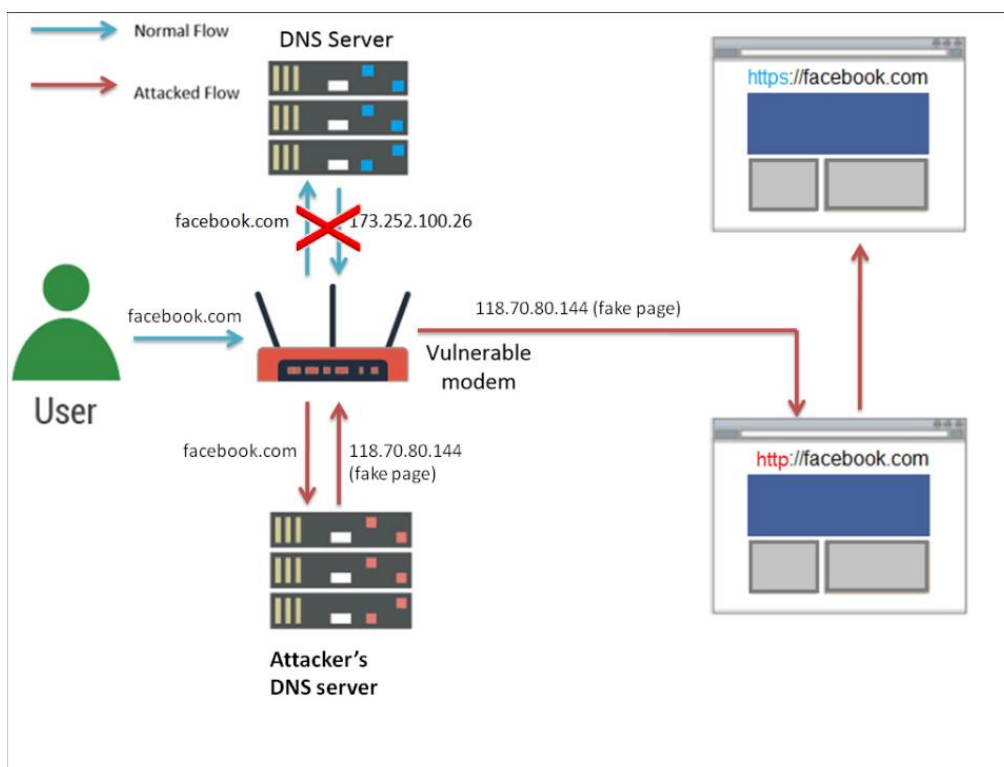 Normal Flow
Attacked Flow
DNS Server
https://facebook.com
facebook.com
173.252.100.26
facebook.com
118.70.80.144 (fake page)
Vulnerable
modem
User
facebook.com
118.70.80.144
(fake page)
http://facebook.com
Attacker's
DNS server